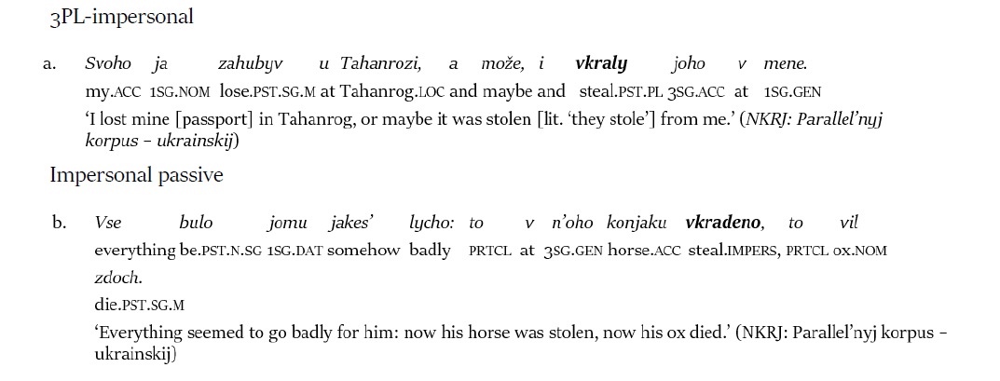 3PL-impersonal
a. Svoho ja zahubyv u Tahanrozi, a može, i vkraly joho v mene.
my.ACC 1SG.NOM lose.PST.SG.M at Tahanrog.LOC and maybe and steal.PST.PL 3SG.ACC at 1SG.GEN
‘I lost mine [passport] in Tahanrog, or maybe it was stolen [lit. ‘they stole’] from me.’ (NKRJ: Parallel’nyj
korpus – ukrainskij)
Impersonal passive
b. Vse bulo jomu jakes’ lycho: to v n’oho konjaku vkradeno, to vil
everything be.PST.N.SG 1SG.DAT somehow badly PRTCL at 3SG.GEN horse.ACC steal.IMPERS, PRTCL ox.NOM
zdoch.
die.PST.SG.M
‘Everything seemed to go badly for him: now his horse was stolen, now his ox died.’ (NKRJ: Parallel’nyj korpus –
ukrainskij)